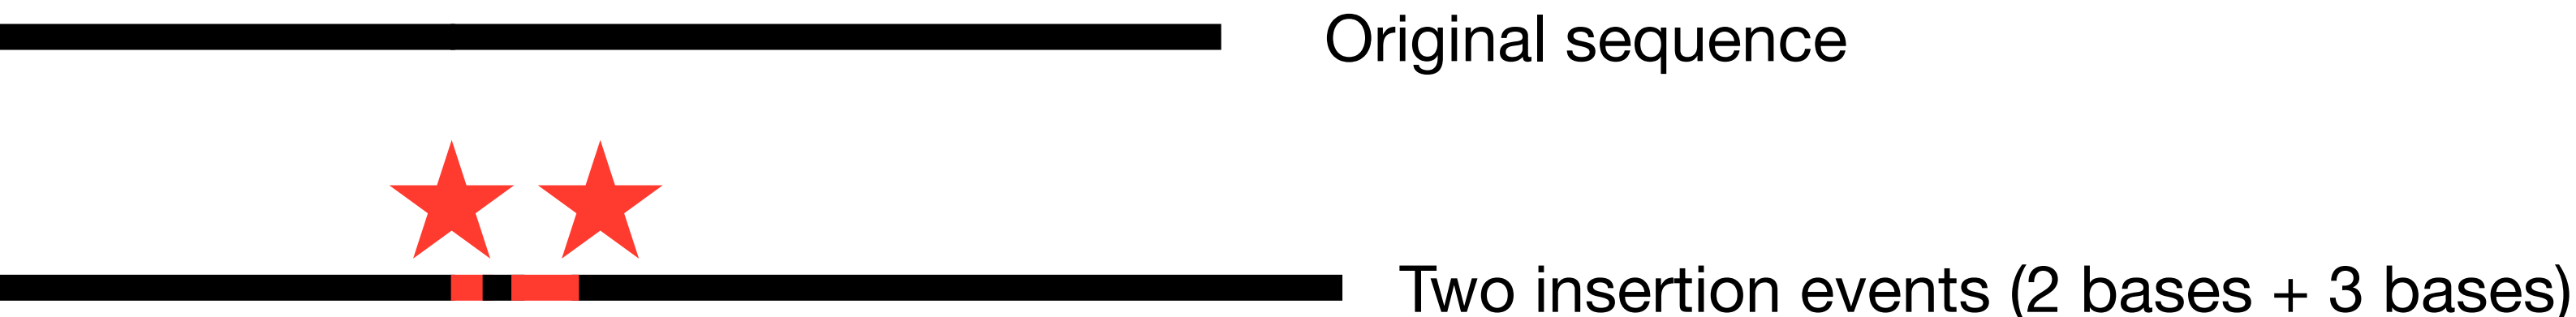 Original sequence
Two insertion events (2 bases + 3 bases)